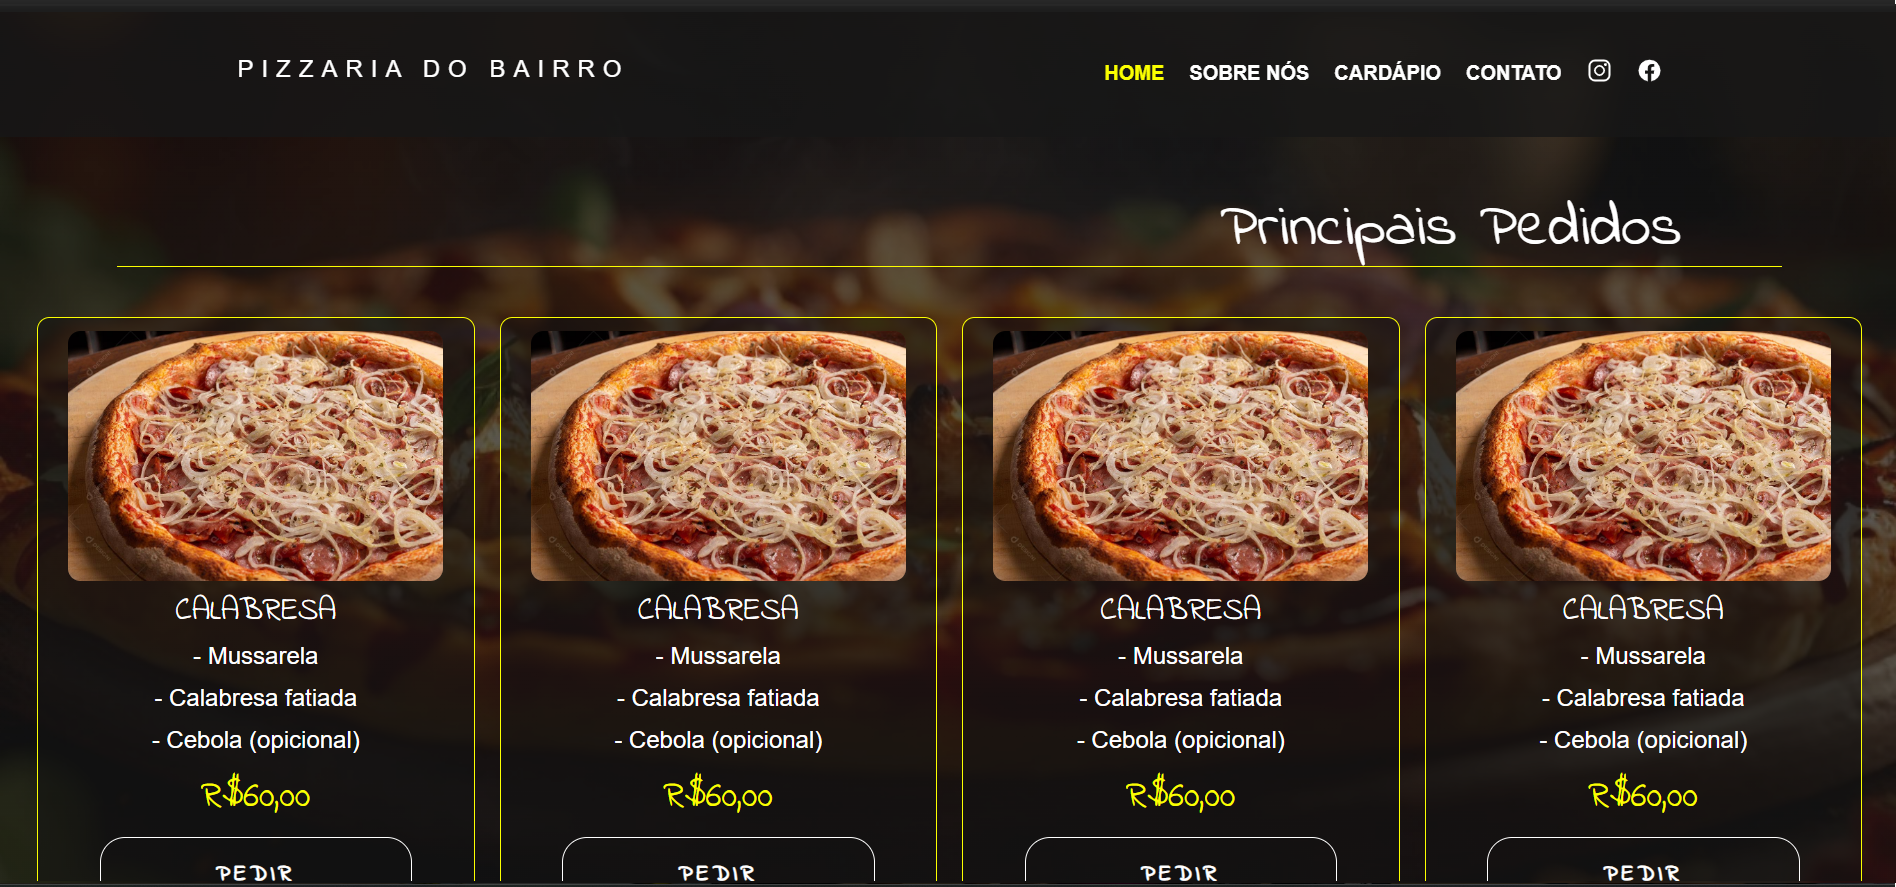 PIZZARIA DO BAIRRO
HOME SOBRE NÓS CARDÁPIO CONTATO
Principais Pedidos
CALABRESA
- Mussarela
- Calabresa fatiada
- Cebola (opicional)
R$60,00
PEDIR
CALABRESA
- Mussarela
- Calabresa fatiada
- Cebola (opicional)
R$60,00
PEDIR
CALABRESA
- Mussarela
- Calabresa fatiada
- Cebola (opicional)
R$60,00
PEDIR
CALABRESA
- Mussarela
- Calabresa fatiada
- Cebola (opicional)
R$60,00
PEDIR